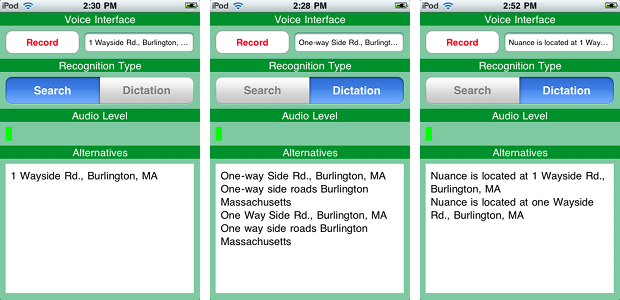 iPod 2:30 PM
Voice Interface
Record 1 Wayside Rd., Burlington, ...
Recognition Type
Search Dictation
Audio Level
Alternatives
1 Wayside Rd., Burlington, MA
iPod 2:28 PM
Voice Interface
Record One-way Side Rd., Burlingt...
Recognition Type
Search Dictation
Audio Level
Alternatives
One-way Side Rd., Burlington, MA
One-way side roads Burlington
Massachusetts
One Way Side Rd., Burlington, MA
One way side roads Burlington
Massachusetts
iPod 2:52 PM
Voice Interface
Record Nuance is located at 1 Way...
Recognition Type
Search Dictation
Audio Level
Alternatives
Nuance is located at 1 Wayside Rd.,
Burlington, MA
Nuance is located at one Wayside
Rd., Burlington, MA